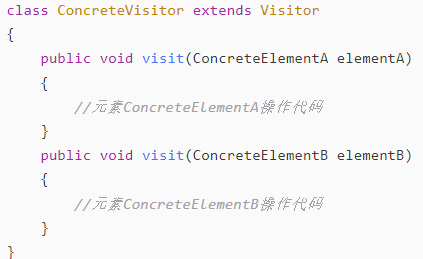 class ConcreteVisitor extends Visitor
{
    public void visit(ConcreteElementA elementA)
    {
        //元素ConcreteElementA操作代码
    }
    public void visit(ConcreteElementB elementB)
    {
        //元素ConcreteElementB操作代码
    }
}